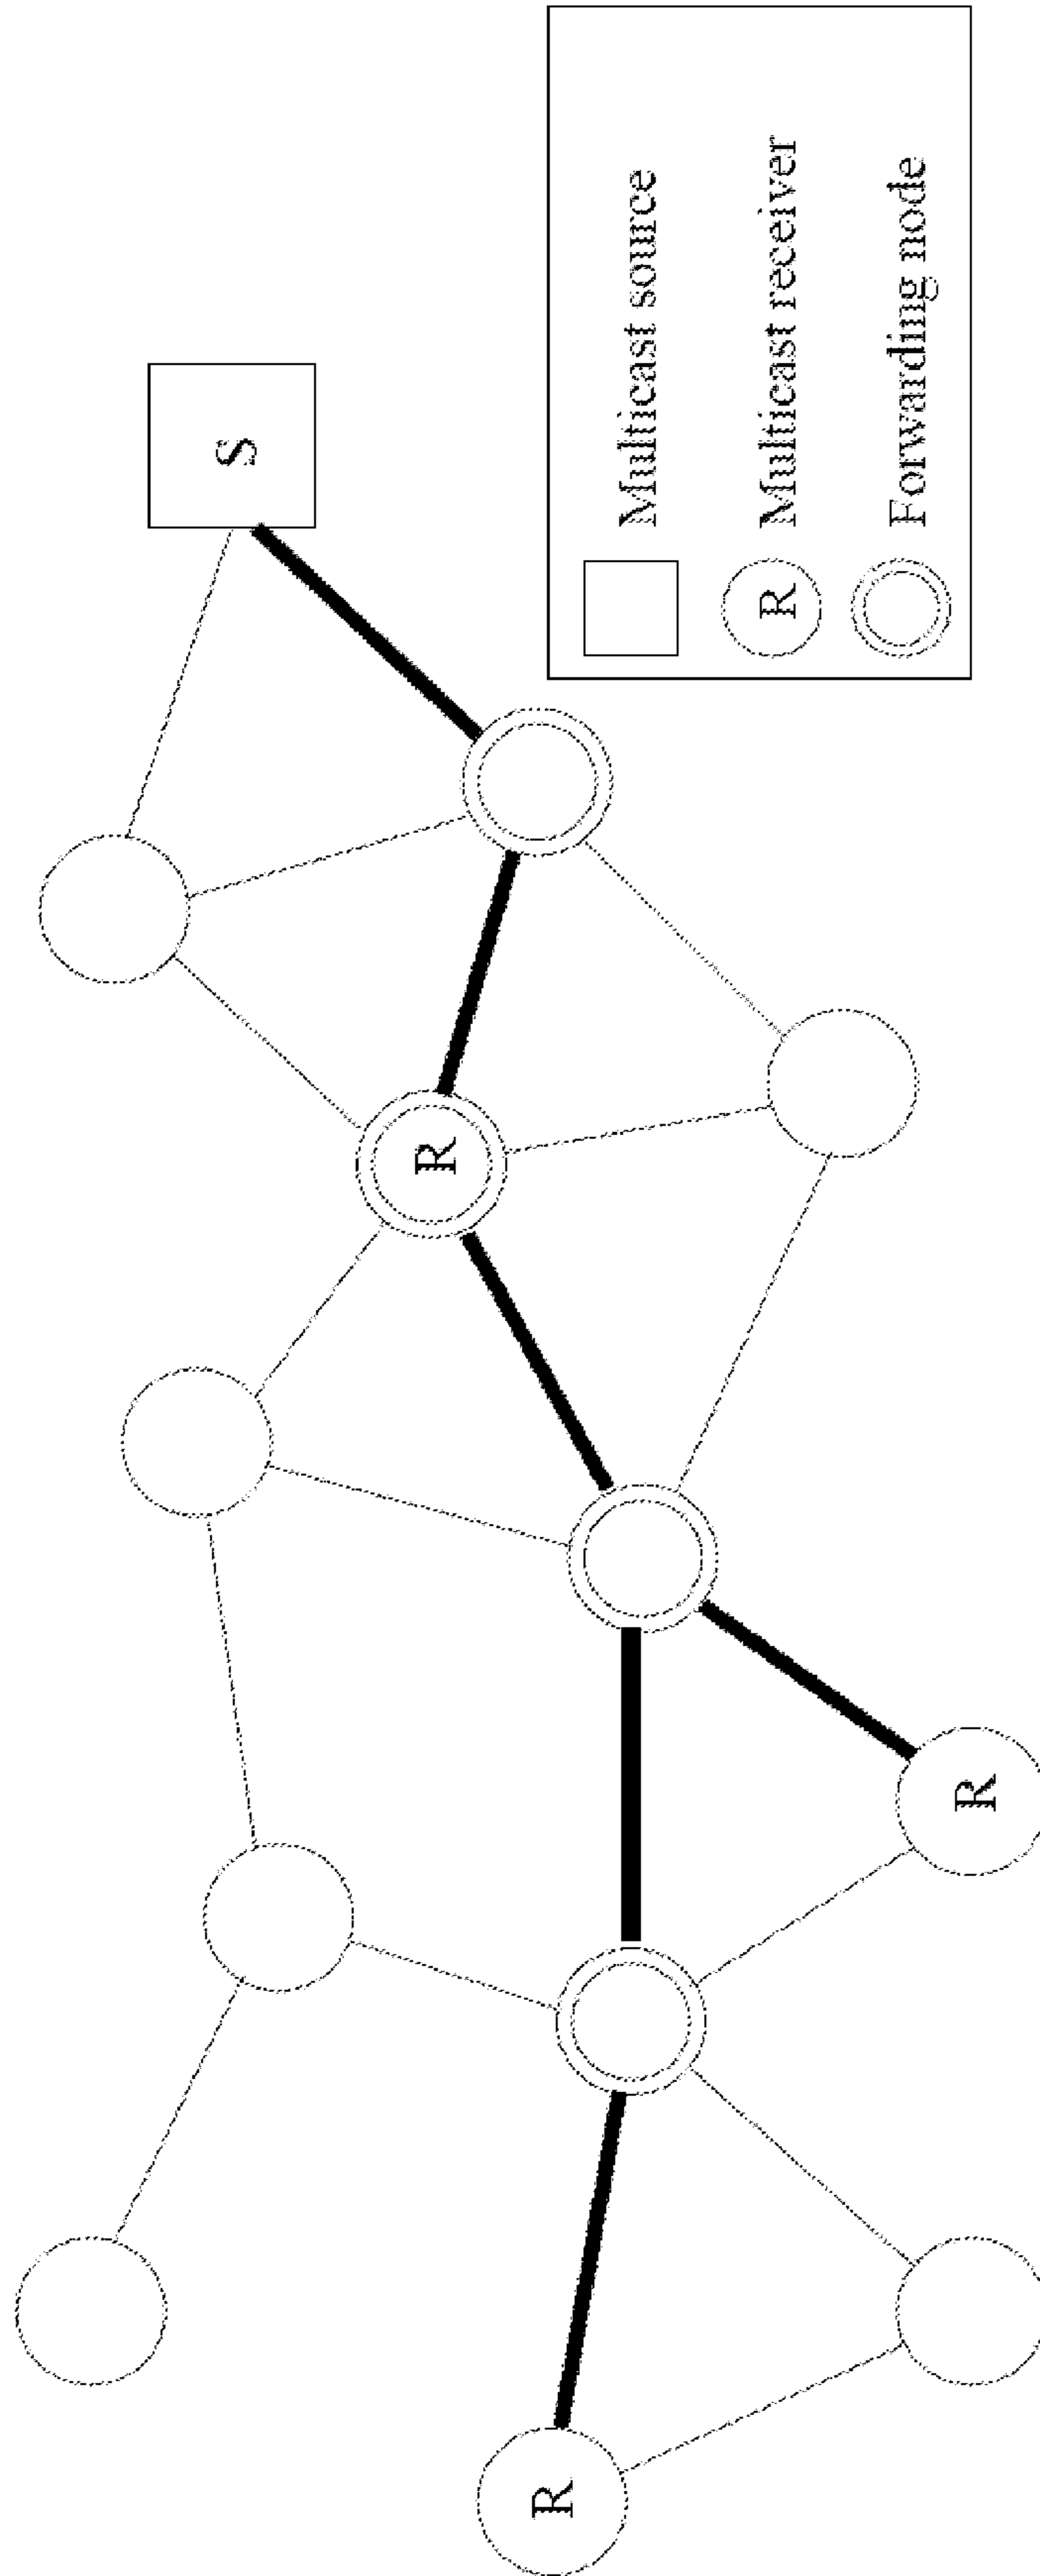 S
R
R
R
Multicast source
R Multicast receiver
Forwarding node